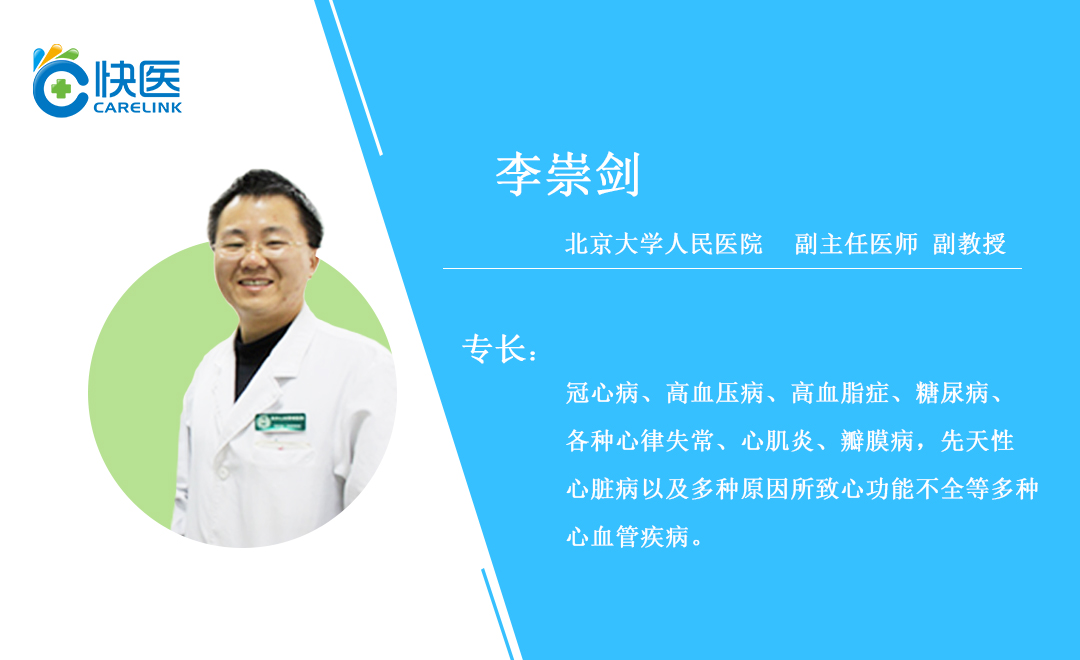 快医
CARELINK
李崇剑
北京大学人民医院 副主任医师 副教授
专长：
冠心病、高血压病、高血脂症、糖尿病、
各种心律失常、心肌炎、瓣膜病，先天性
心脏病以及多种原因所致心功能不全等多种
心血管疾病。